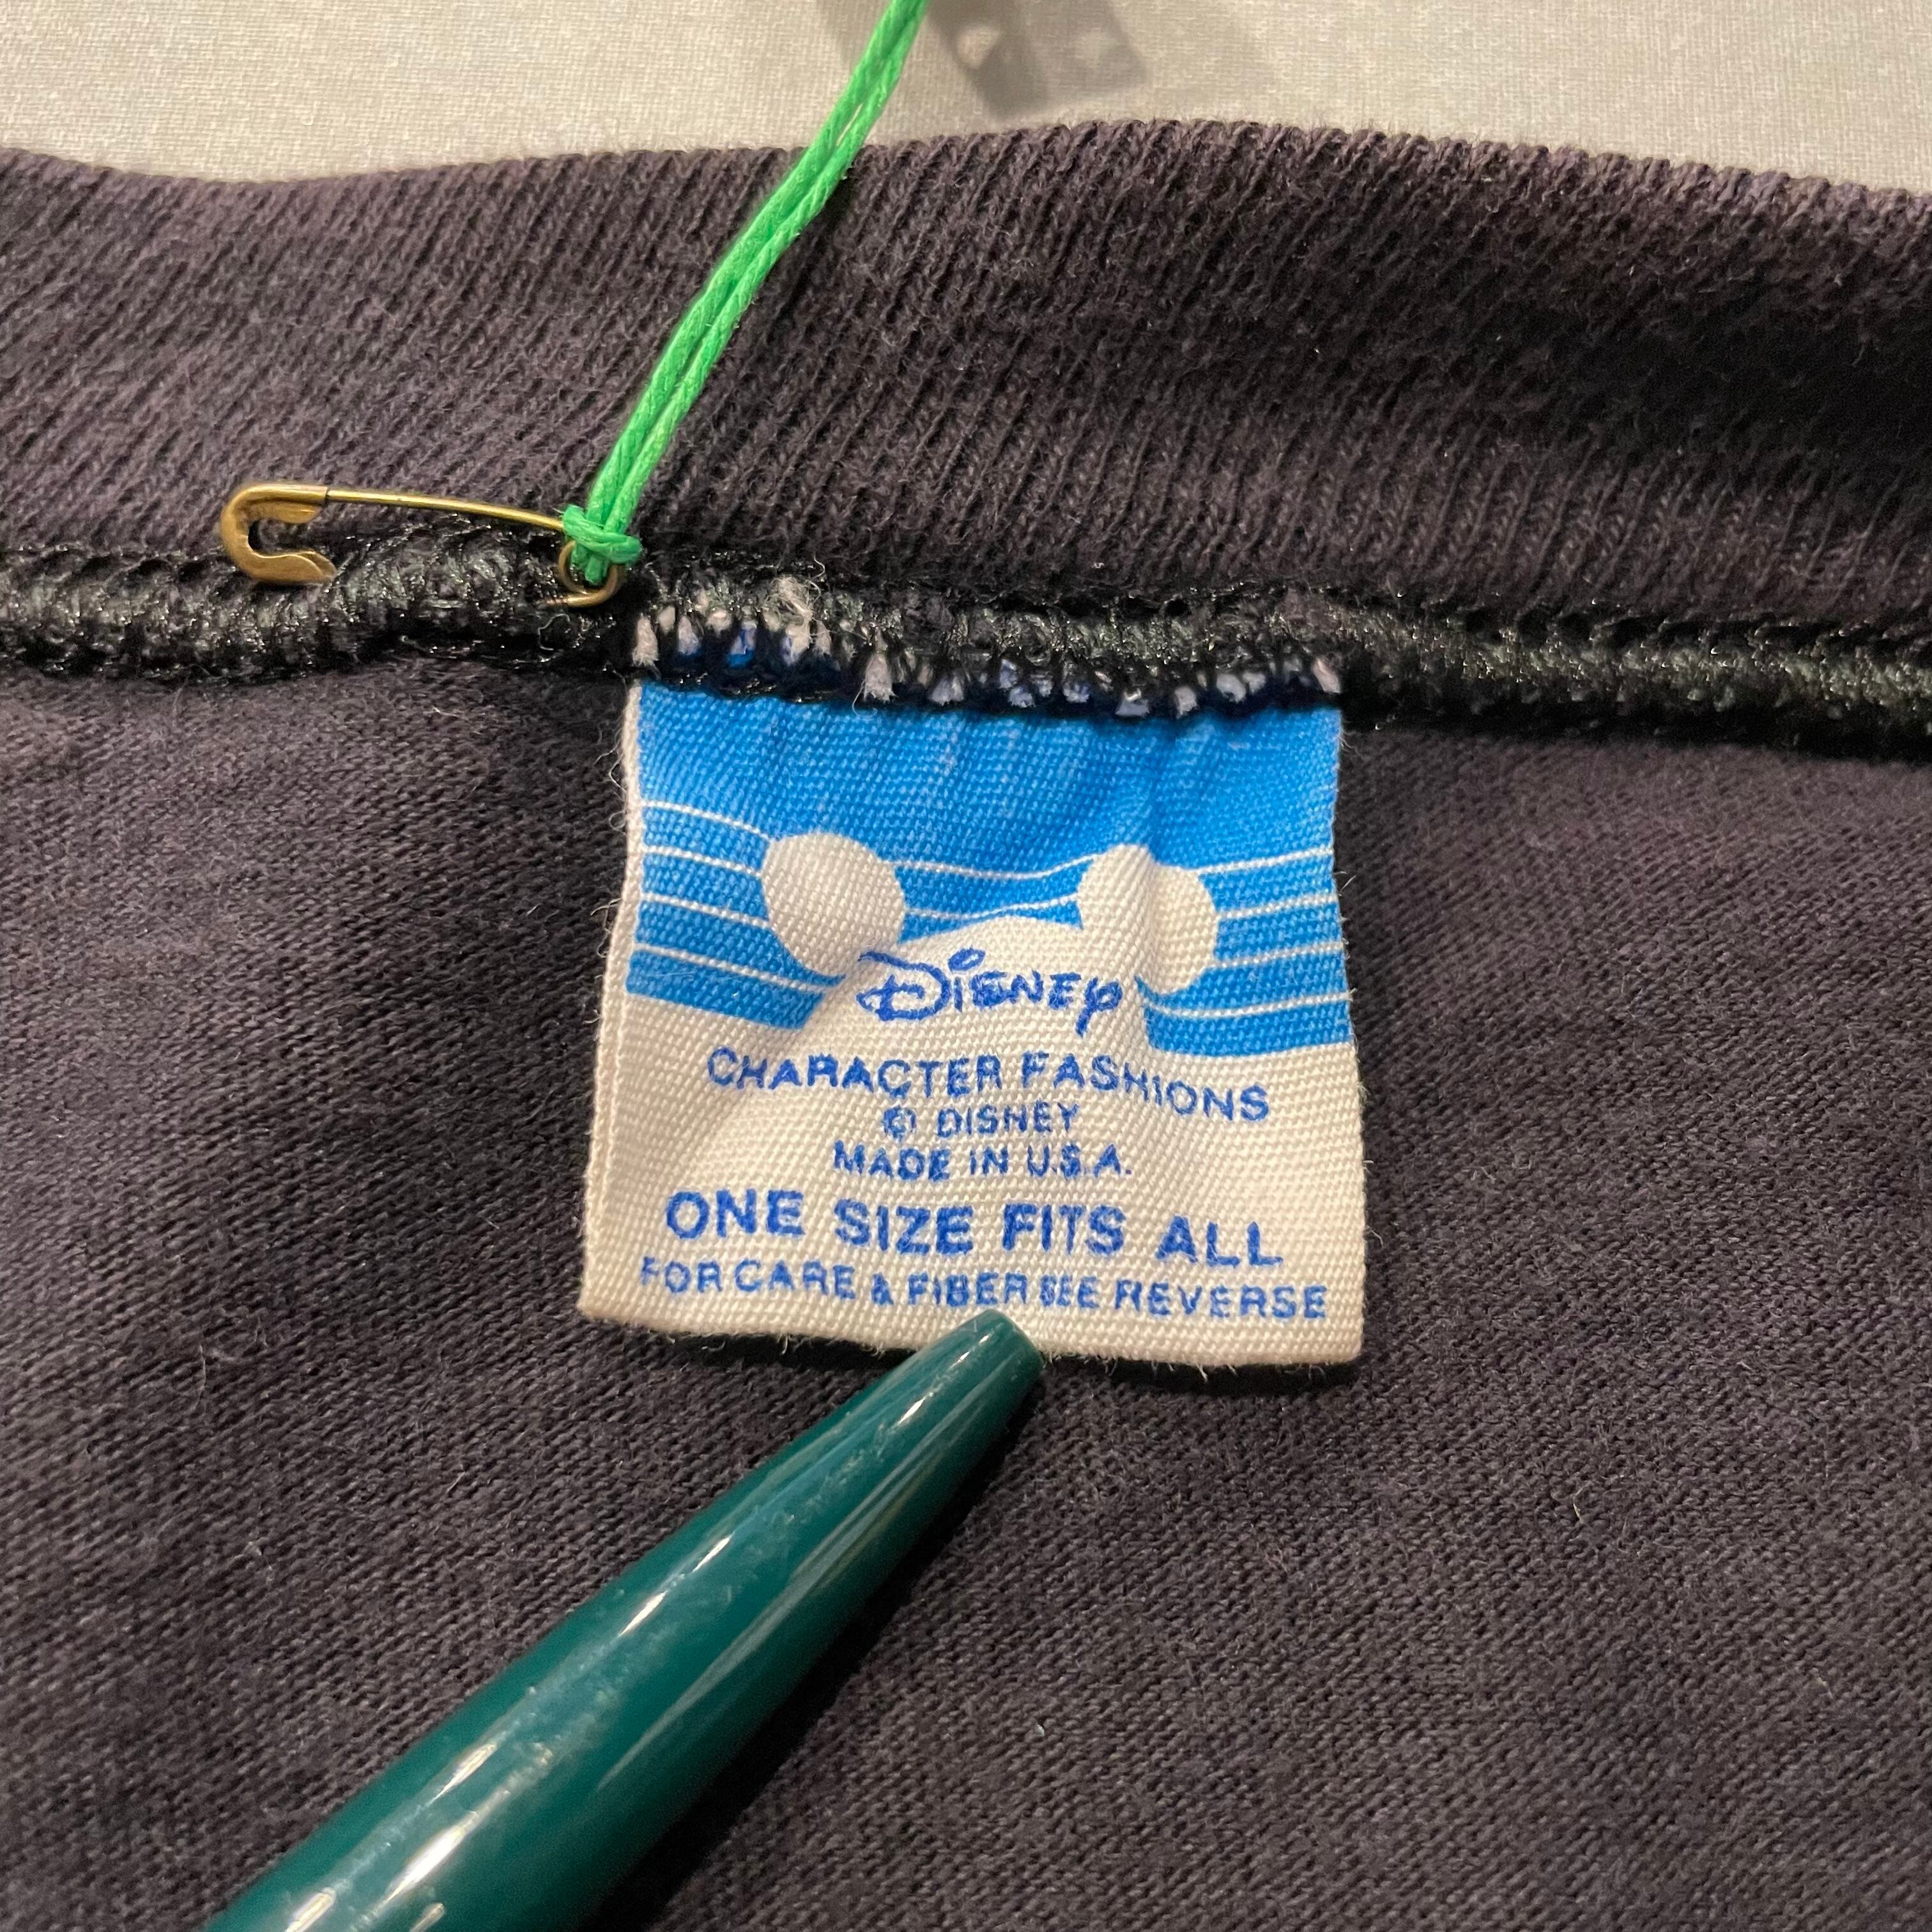 Disney
CHARACTER FASHIONS
© DISNEY
MADE IN U.S.A.
ONE SIZE FITS ALL
FOR CARE & FIBER SEE REVERSE